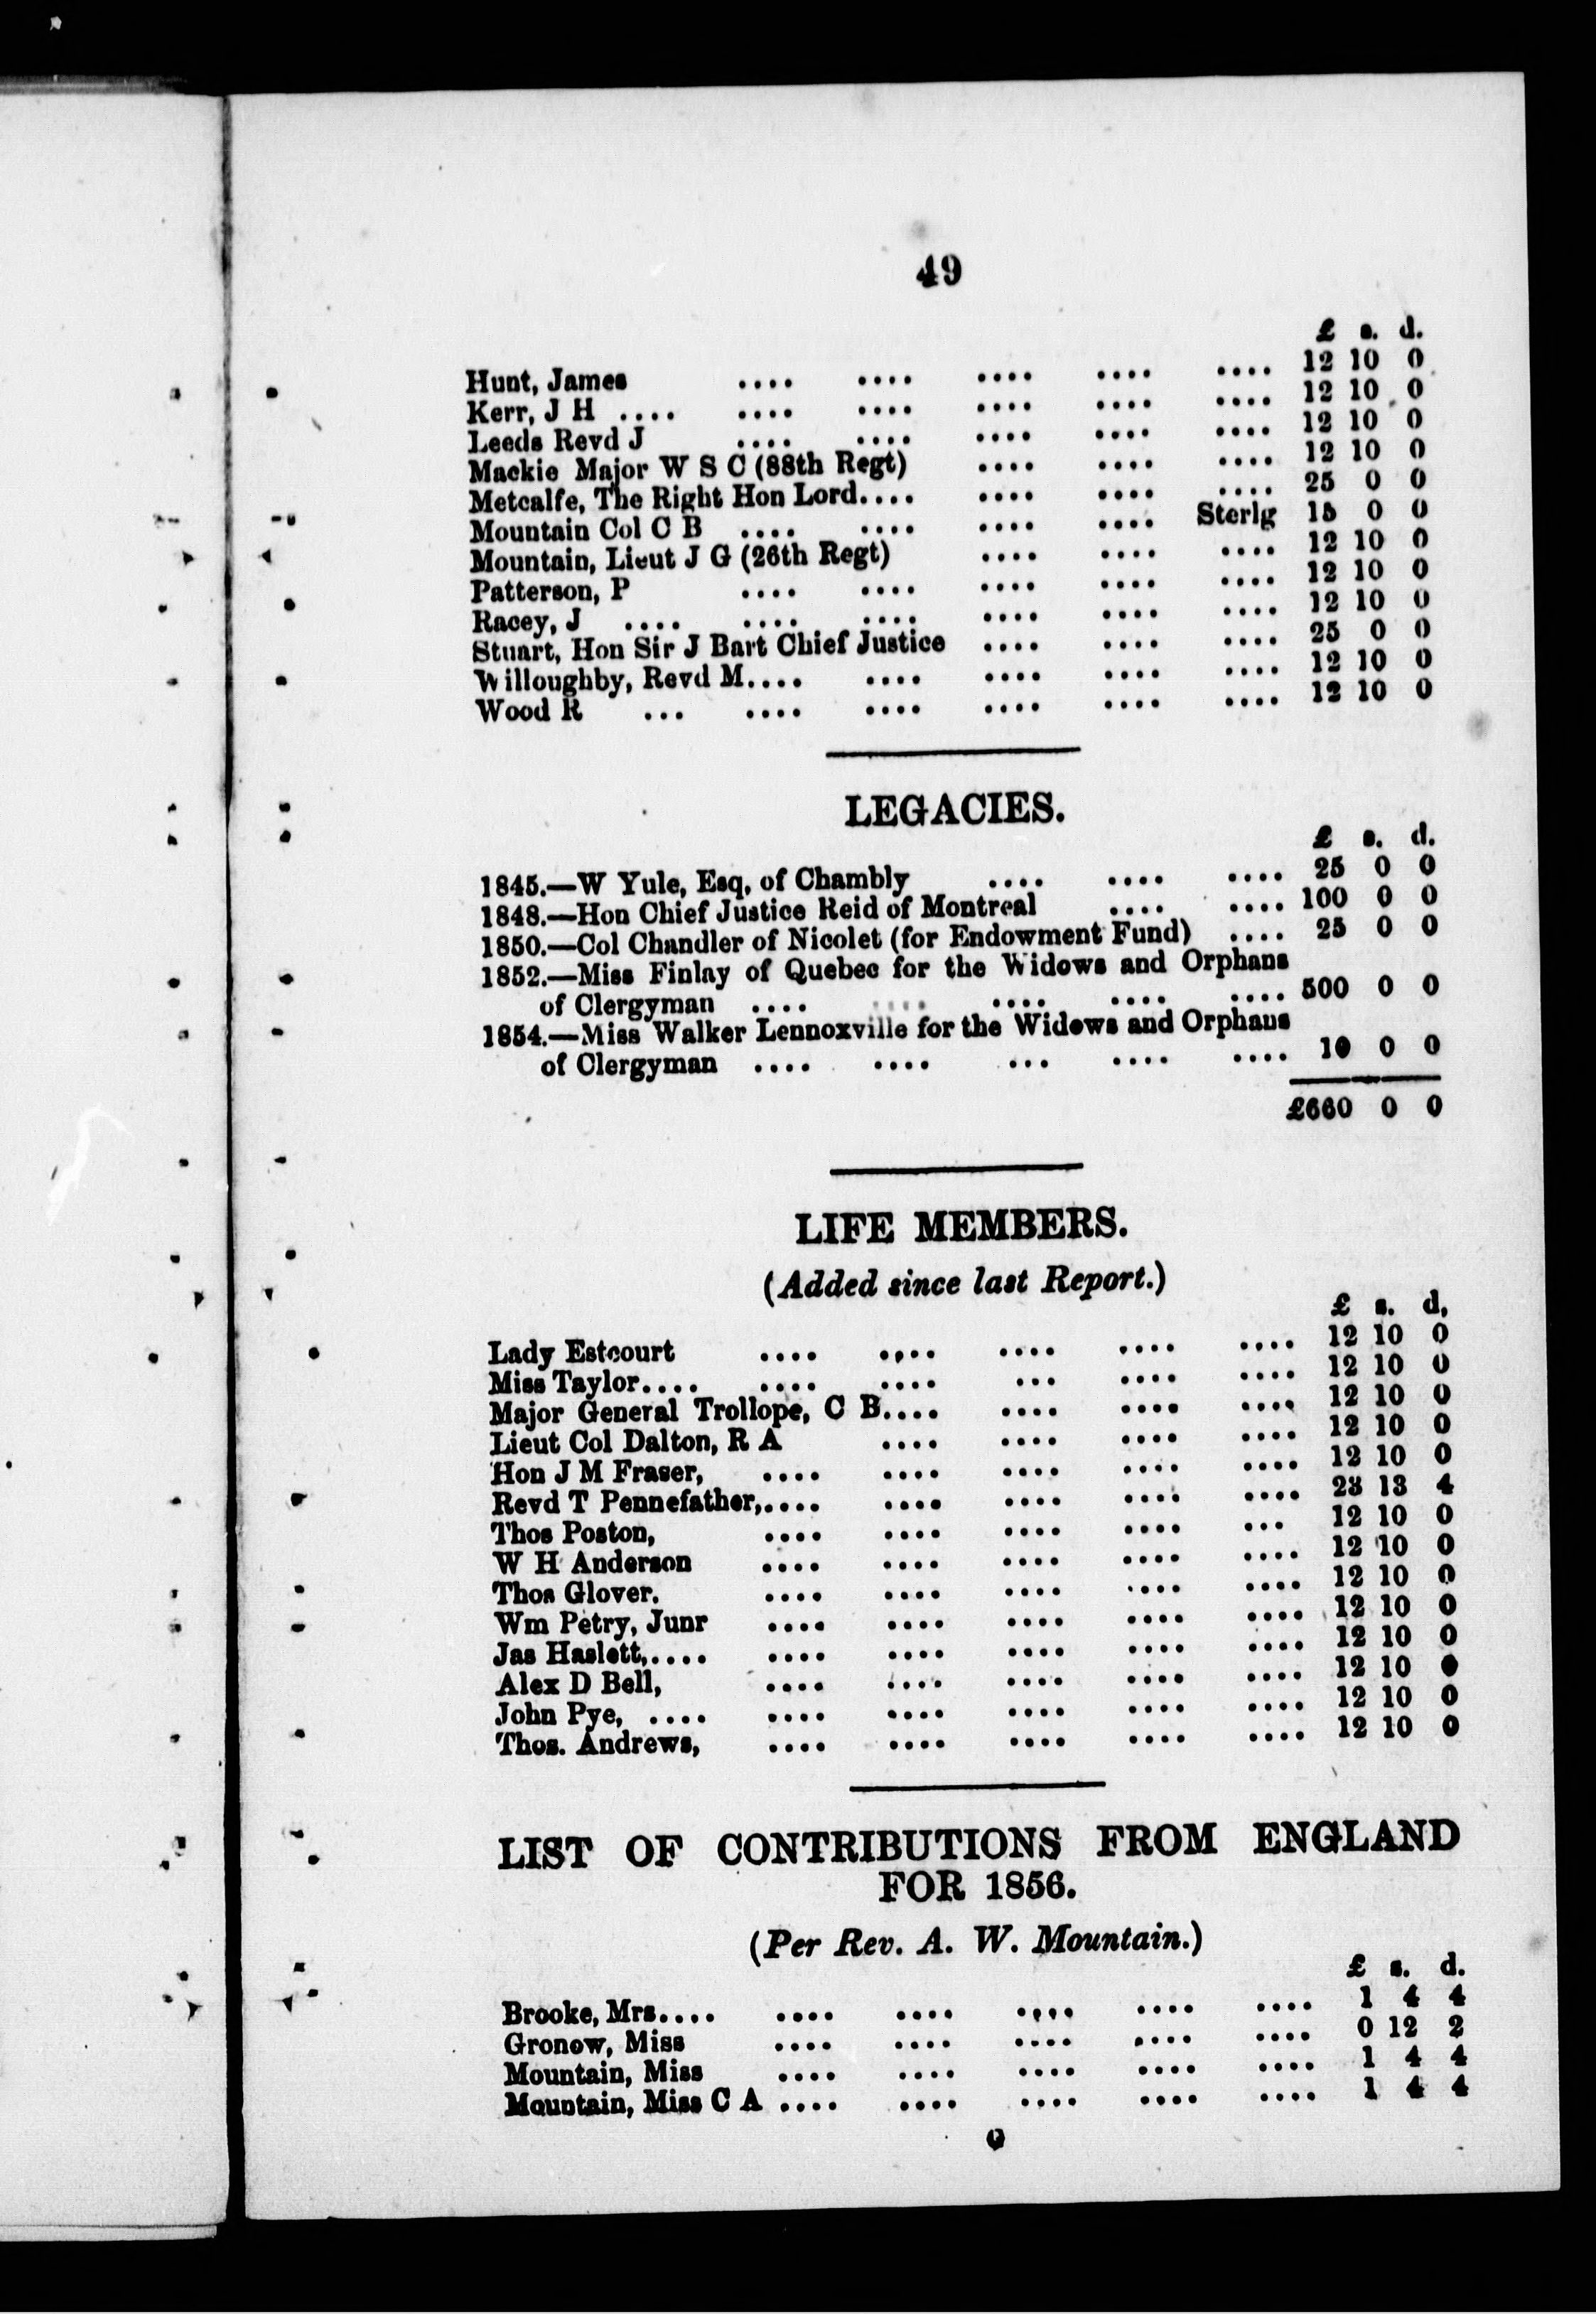 49
£ s. d.
Hunt, James .... .... .... .... .... 12 10 0
Kerr, J H .... .... .... .... .... .... 12 10 0
Leeds Revd J .... .... .... .... .... 12 10 0
Mackie Major W S C (88th Regt) .... .... .... 12 10 0
Metcalfe, The Right Hon Lord.... .... .... .... 25 0 0
Mountain Col C B .... .... .... .... Sterlg 15 0 0
Mountain, Lieut J G (26th Regt) .... .... .... 12 10 0
Patterson, P .... .... .... .... .... 12 10 0
Racey, J .... .... .... .... .... .... 12 10 0
Stuart, Hon Sir J Bart Chief Justice .... .... .... 25 0 0
Willoughby, Revd M.... .... .... .... .... 12 10 0
Wood R ... .... .... .... .... .... 12 10 0
LEGACIES.
£ s. d.
1845.—W Yule, Esq, of Chambly .... .... .... 25 0 0
1848.—Hon Chief Justice Reid of Montreal .... .... 100 0 0
1850.—Col Chandler of Nicolet (for Endowment Fund) .... 25 0 0
1852.—Miss Finlay of Quebec for the Widows and Orphans
of Clergyman .... .... .... .... .... 500 0 0
1854.—Miss Walker Lennoxville for the Widows and Orphans
of Clergyman .... .... ... .... .... 10 0 0
£660 0 0
LIFE MEMBERS.
(Added since last Report.)
£ s. d,
Lady Estcourt .... .... .... .... .... 12 10 0
Miss Taylor.... .... .... ... .... .... 12 10 0
Major General Trollope, C B.... .... .... .... 12 10 0
Lieut Col Dalton, R A .... .... .... .... 12 10 0
Hon J M Fraser, .... .... .... .... .... 12 10 0
Revd T Pennefather,.... .... .... .... .... 23 13 4
Thos Poston, .... .... .... .... ... 12 10 0
W H Anderson .... .... .... .... .... 12 10 0
Thos Glover. .... .... .... .... .... 12 10 0
Wm Petry, Junr .... .... .... .... .... 12 10 0
Jas Haslett,.... .... .... .... .... .... 12 10 0
Alex D Bell, .... .... .... .... .... 12 10 0
John Pye, .... .... .... .... .... .... 12 10 0
Thos. Andrews, .... .... .... .... .... 12 10 0
LIST OF CONTRIBUTIONS FROM ENGLAND
FOR 1856.
(Per Rev. A. W. Mountain.)
£ s. d.
Brooke, Mrs.... .... .... .... .... .... 1 4 4
Gronow, Miss .... .... .... .... .... 0 12 2
Mountain, Miss .... .... .... .... .... 1 4 4
Mountain, Miss C A .... .... .... .... .... 1 4 4